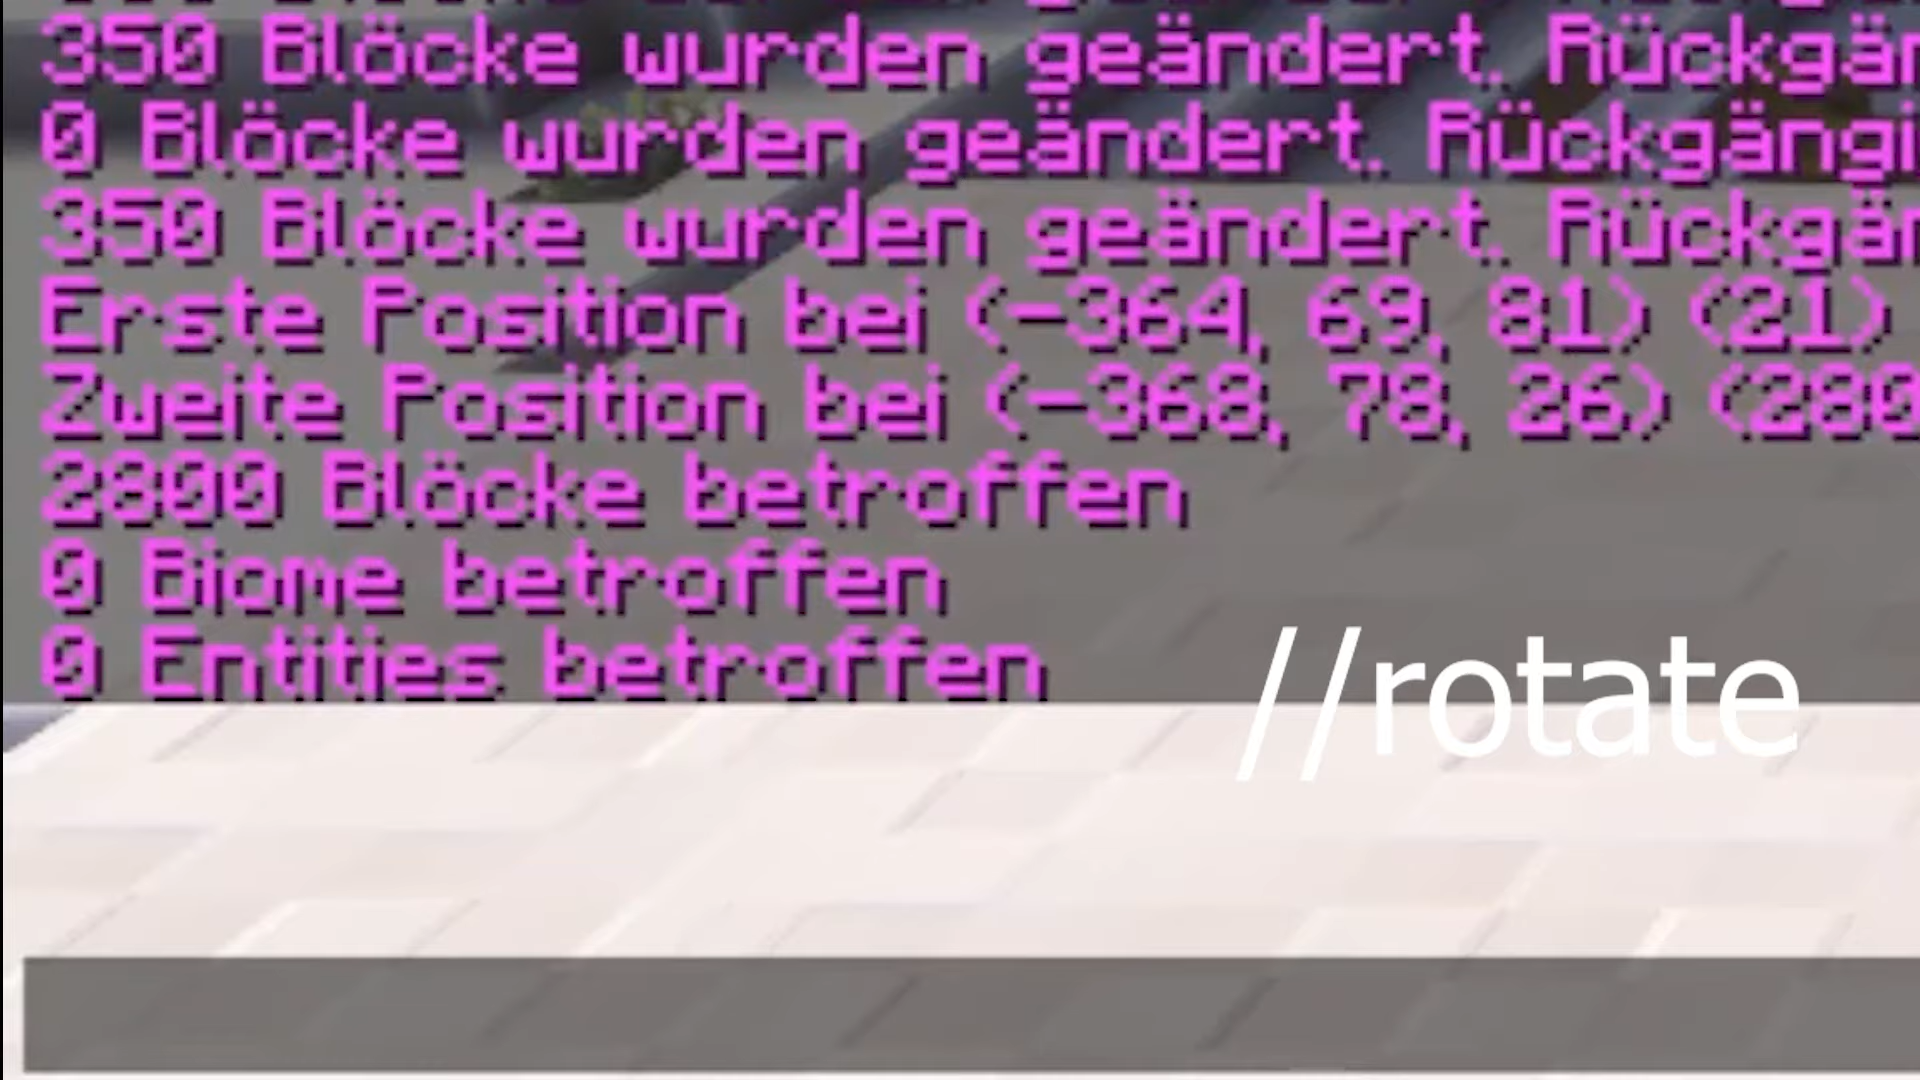 350 Blöcke wurden geändert. Rückgän
0 Blöcke wurden geändert. Rückgängi
350 Blöcke wurden geändert. Rückgän
Erste Position bei (-364, 69, 81) (21)
Zweite Position bei (-368, 78, 26) (280
2800 Blöcke betroffen
0 Biome betroffen
0 Entities betroffen
//rotate